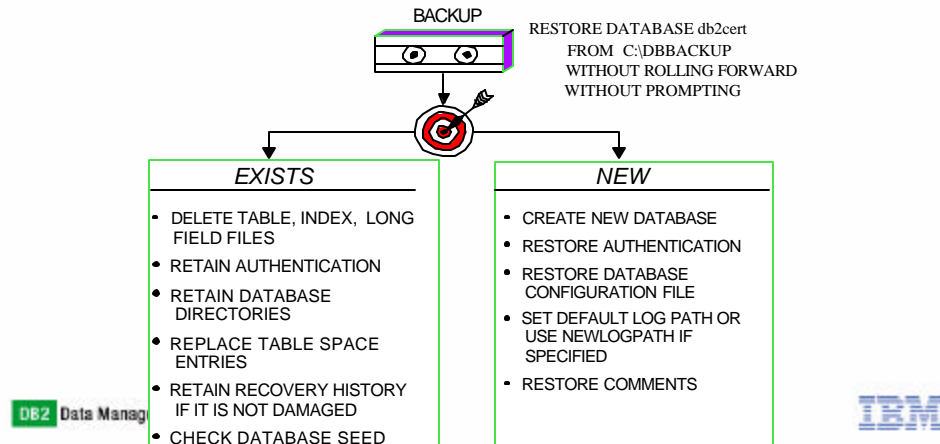 BACKUP
RESTORE DATABASE db2cert
FROM C:\DBBACKUP
WITHOUT ROLLING FORWARD
WITHOUT PROMPTING
EXISTS
• DELETE TABLE, INDEX, LONG
FIELD FILES
• RETAIN AUTHENTICATION
• RETAIN DATABASE
DIRECTORIES
• REPLACE TABLE SPACE
ENTRIES
• RETAIN RECOVERY HISTORY
IF IT IS NOT DAMAGED
• CHECK DATABASE SEED
NEW
• CREATE NEW DATABASE
• RESTORE AUTHENTICATION
• RESTORE DATABASE
CONFIGURATION FILE
• SET DEFAULT LOG PATH OR
USE NEWLOGPATH IF
SPECIFIED
• RESTORE COMMENTS
DB2 Data Manag
IBM